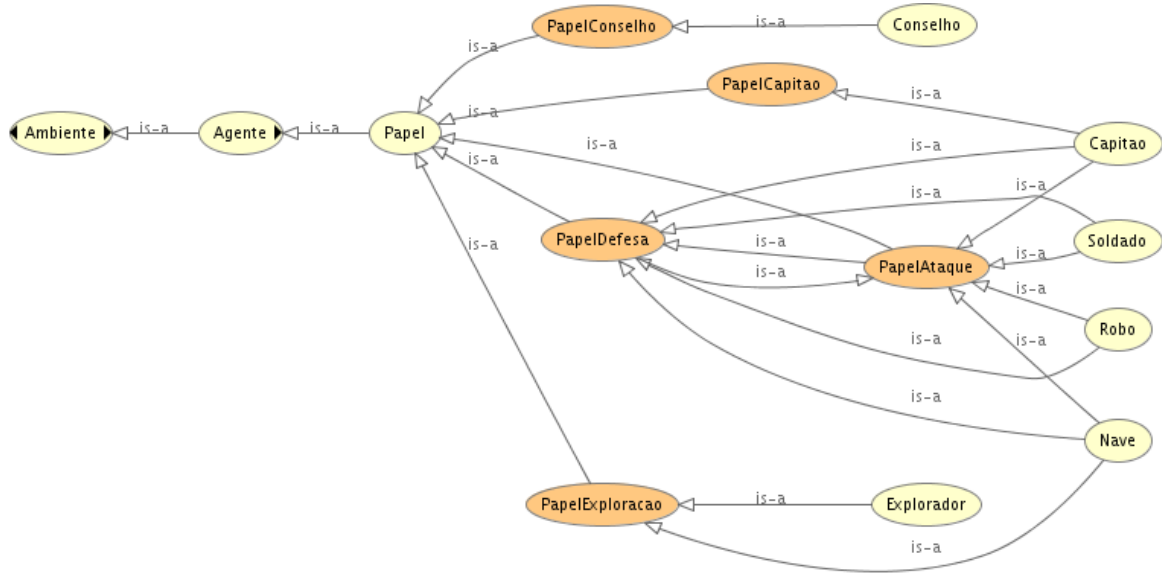 PapelConselho
is-a
Conselho
is-a
PapelCapitao
is-a
is-a
Ambiente
is-a
Agente
is-a
Papel
is-a
Capitao
is-a
is-a
is-a
is-a
PapelDefesa
is-a
Soldado
is-a
PapelAtaque
is-a
is-a
is-a
Robo
is-a
is-a
is-a
Nave
PapelExploracao
is-a
Explorador
is-a